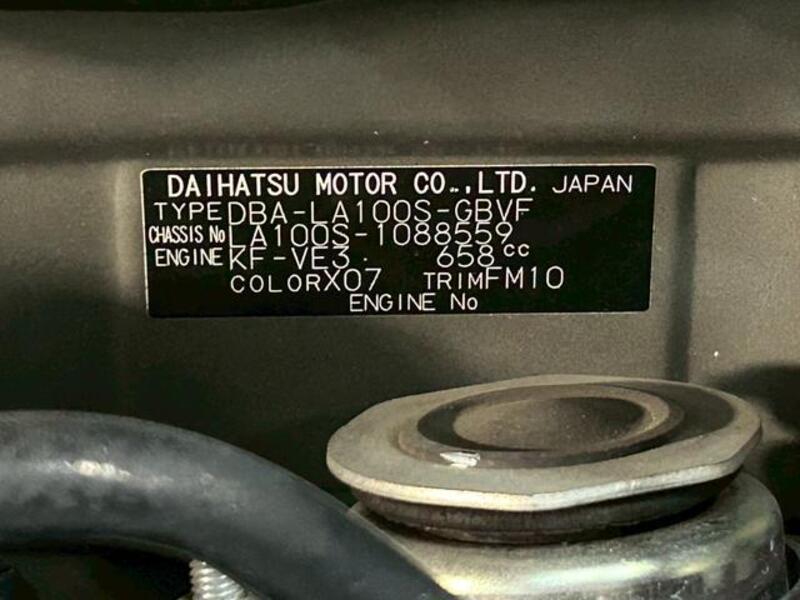 DAIHATSU MOTOR CO.,LTD. JAPAN
TYPE DBA-LA100S-GBVF
CHASSIS No LA100S-1088559
ENGINE KF-VE3 658cc
COLOR X07 TRIM FM10
ENGINE No